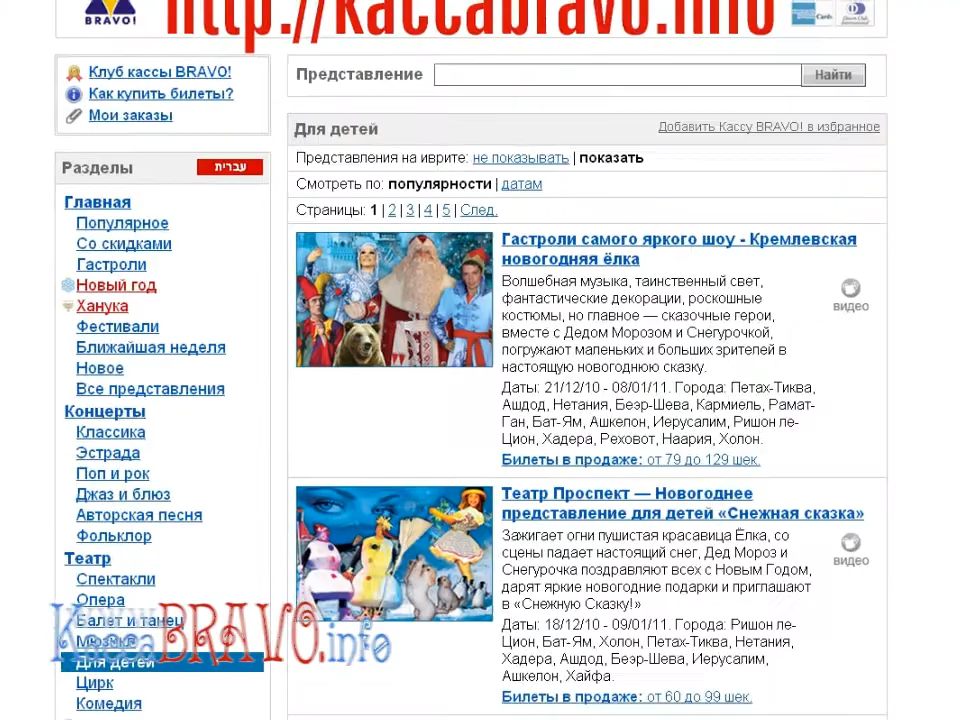 http://kaccabravo.info
BRAVO!
Клуб кассы BRAVO!
Как купить билеты?
Мои заказы
Разделы
עברית
Главная
Популярное
Со скидками
Гастроли
Новый год
Ханука
Фестивали
Ближайшая неделя
Новое
Все представления
Концерты
Классика
Эстрада
Поп и рок
Джаз и блюз
Авторская песня
Фольклор
Театр
Спектакли
Опера
Балет и танец
Мюзикл
Для детей
Цирк
Комедия
КассаBRAVO.info
Представление
Найти
Для детей
Добавить Кассу BRAVO! в избранное
Представления на иврите: не показывать | показать
Смотреть по: популярности | датам
Страницы: 1 | 2 | 3 | 4 | 5 | След.
Гастроли самого яркого шоу - Кремлевская
новогодняя ёлка
Волшебная музыка, таинственный свет,
фантастические декорации, роскошные
костюмы, но главное — сказочные герои,
вместе с Дедом Морозом и Снегурочкой,
погружают маленьких и больших зрителей в
настоящую новогоднюю сказку.
видео
Даты: 21/12/10 - 08/01/11. Города: Петах-Тиква,
Ашдод, Нетания, Беэр-Шева, Кармиель, Рамат-
Ган, Бат-Ям, Ашкелон, Иерусалим, Ришон ле-
Цион, Хадера, Реховот, Наария, Холон.
Билеты в продаже: от 79 до 129 шек.
Театр Проспект — Новогоднее
представление для детей «Снежная сказка»
Зажигает огни пушистая красавица Ёлка, со
сцены падает настоящий снег, Дед Мороз и
Снегурочка поздравляют всех с Новым Годом,
дарят яркие новогодние подарки и приглашают
в «Снежную Сказку!»
видео
Даты: 18/12/10 - 09/01/11. Города: Ришон ле-
Цион, Бат-Ям, Холон, Петах-Тиква, Нетания,
Хадера, Ашдод, Беэр-Шева, Иерусалим,
Ашкелон, Хайфа.
Билеты в продаже: от 60 до 99 шек.